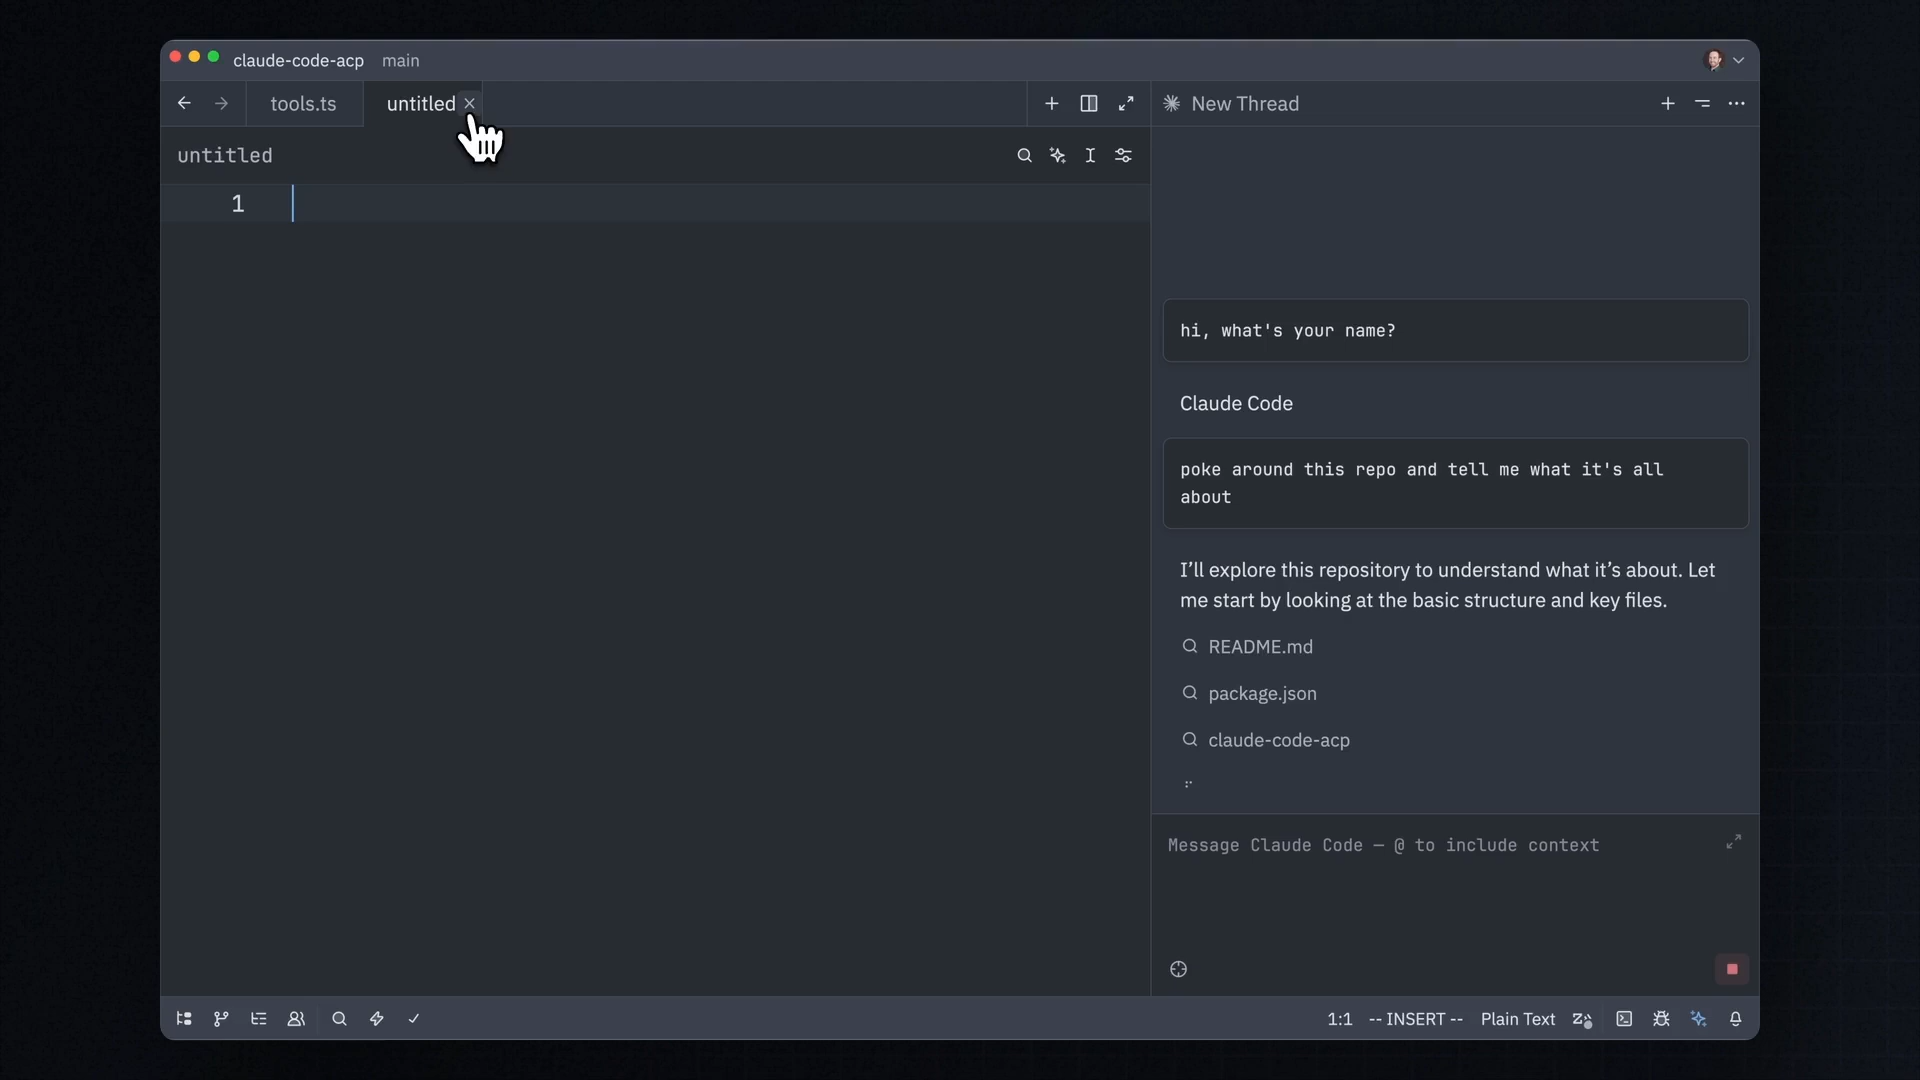 claude-code-acp main
tools.ts
untitled
New Thread
untitled
1
hi, what's your name?
Claude Code
poke around this repo and tell me what it's all
about
I’ll explore this repository to understand what it’s about. Let
me start by looking at the basic structure and key files.
README.md
package.json
claude-code-acp
Message Claude Code — @ to include context
1:1 -- INSERT -- Plain Text